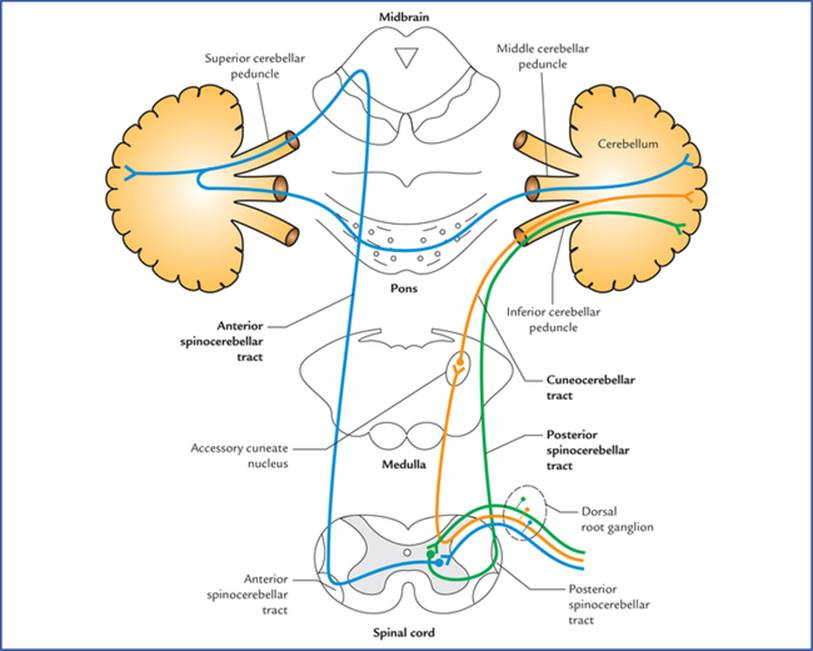 Midbrain
Superior cerebellar
peduncle
Middle cerebellar
peduncle
Cerebellum
Pons
Inferior cerebellar
peduncle
Anterior
spinocerebellar
tract
Cuneocerebellar
tract
Accessory cuneate
nucleus
Medulla
Posterior
spinocerebellar
tract
Dorsal
root ganglion
Anterior
spinocerebellar
tract
Posterior
spinocerebellar
tract
Spinal cord